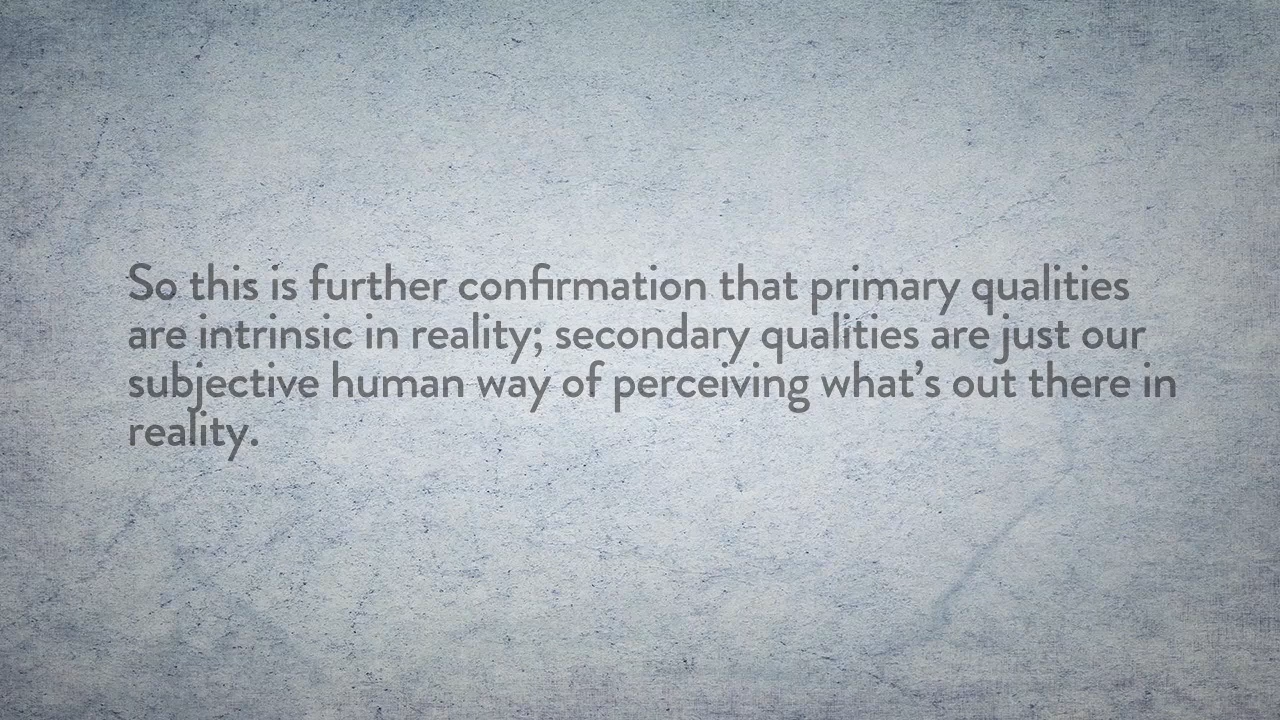 So this is further confirmation that primary qualities
are intrinsic in reality; secondary qualities are just our
subjective human way of perceiving what’s out there in
reality.